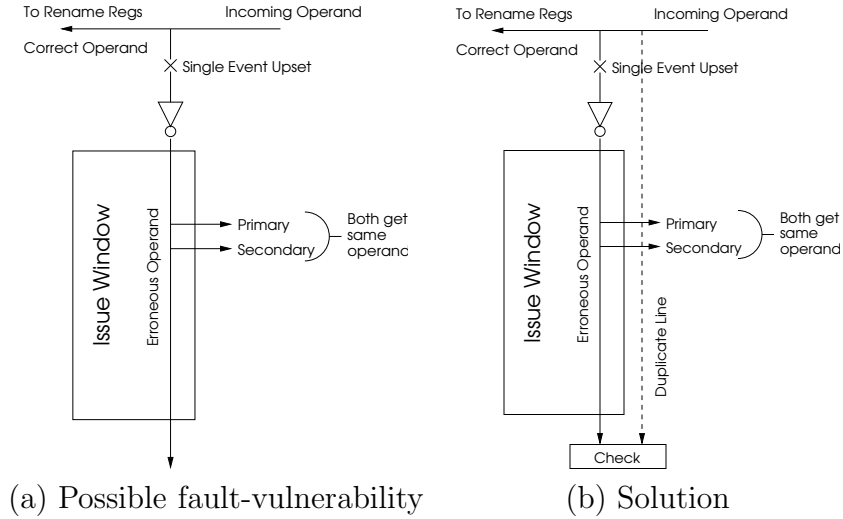 To Rename Regs
Incoming Operand
Correct Operand
Single Event Upset
Issue Window
Erroneous Operand
Primary
Secondary
Both get
same
operand
(a) Possible fault-vulnerability
To Rename Regs
Incoming Operand
Correct Operand
Single Event Upset
Issue Window
Erroneous Operand
Primary
Secondary
Both get
same
operand
Duplicate Line
Check
(b) Solution